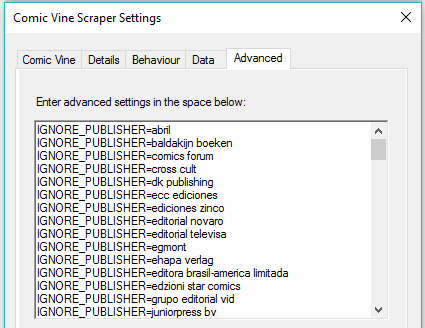 Comic Vine Scraper Settings
Comic Vine
Details
Behaviour
Data
Advanced
Enter advanced settings in the space below:
IGNORE_PUBLISHER=abril
IGNORE_PUBLISHER=baldakijn boeken
IGNORE_PUBLISHER=comics forum
IGNORE_PUBLISHER=cross cult
IGNORE_PUBLISHER=dk publishing
IGNORE_PUBLISHER=ecc ediciones
IGNORE_PUBLISHER=ediciones zinco
IGNORE_PUBLISHER=editorial novaro
IGNORE_PUBLISHER=editorial televisa
IGNORE_PUBLISHER=egmont
IGNORE_PUBLISHER=ehapa verlag
IGNORE_PUBLISHER=editora brasil-america limitada
IGNORE_PUBLISHER=edzioni star comics
IGNORE_PUBLISHER=grupo editorial vid
IGNORE_PUBLISHER=juniorpress bv